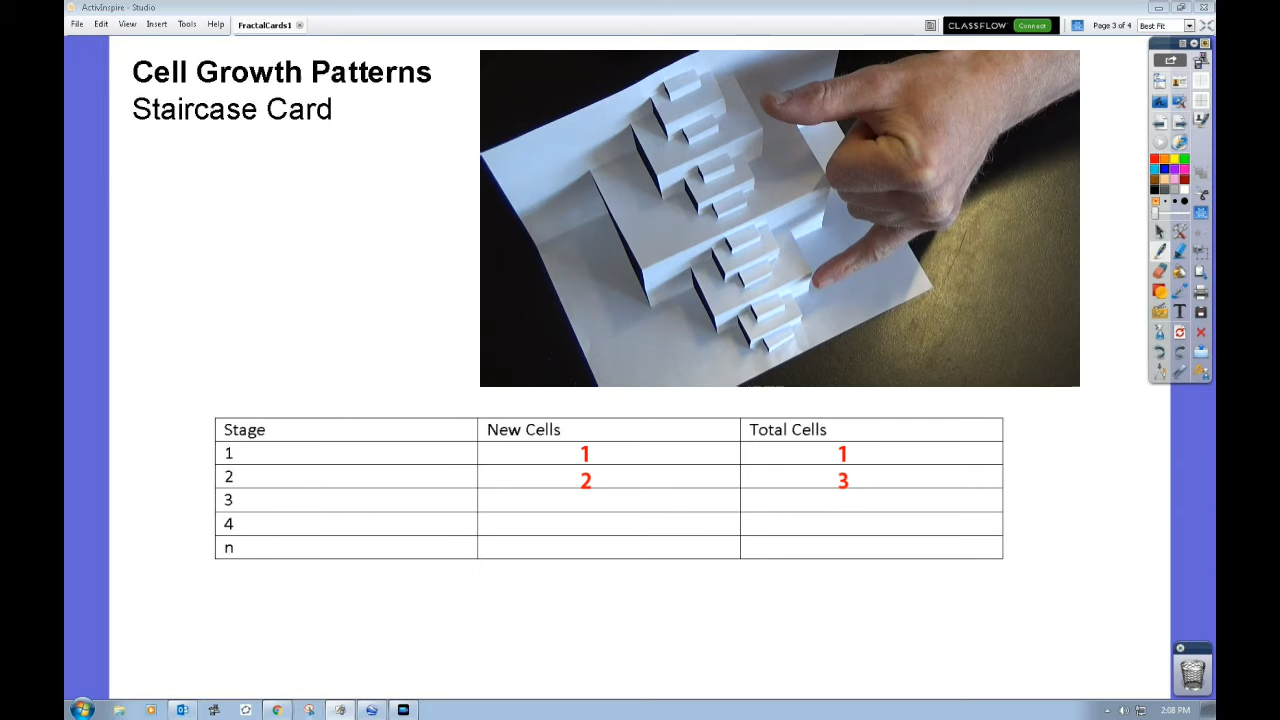 ActivInspire - Studio
File Edit View Insert Tools Help FractalCards1
CLASSFLOW Connect Page 3 of 4 Best Fit
Cell Growth Patterns
Staircase Card
Stage New Cells Total Cells
1 1 1
2 2 3
3
4
n
2:08 PM